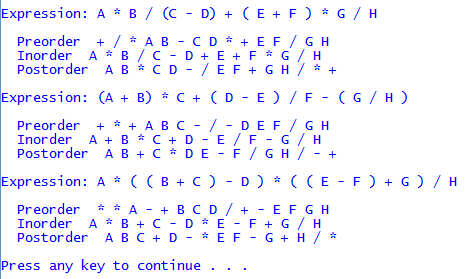 Expression: A * B / (C - D) + ( E + F ) * G / H
Preorder + / * A B - C D * + E F / G H
Inorder A * B / C - D + E + F * G / H
Postorder A B * C D - / E F + G H / * +
Expression: (A + B) * C + ( D - E ) / F - ( G / H )
Preorder + * + A B C - / - D E F / G H
Inorder A + B * C + D - E / F - G / H
Postorder A B + C * D E - F / G H / - +
Expression: A * ( ( B + C ) - D ) * ( ( E - F ) + G ) / H
Preorder * * A - + B C D / + - E F G H
Inorder A * B + C - D * E - F + G / H
Postorder A B C + D - * E F - G + H / *
Press any key to continue . . .